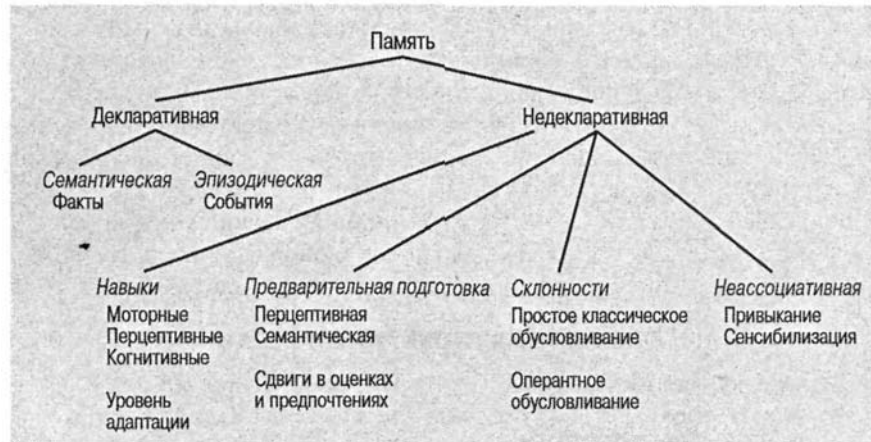 Память
Декларативная
Недекларативная
Семантическая
Факты
Эпизодическая
События
Навыки
Моторные
Перцептивные
Когнитивные
Уровень
адаптации
Предварительная подготовка
Перцептивная
Семантическая
Сдвиги в оценках
и предпочтениях
Склонности
Простое классическое
обусловливание
Оперантное
обусловливание
Неассоциативная
Привыкание
Сенсибилизация